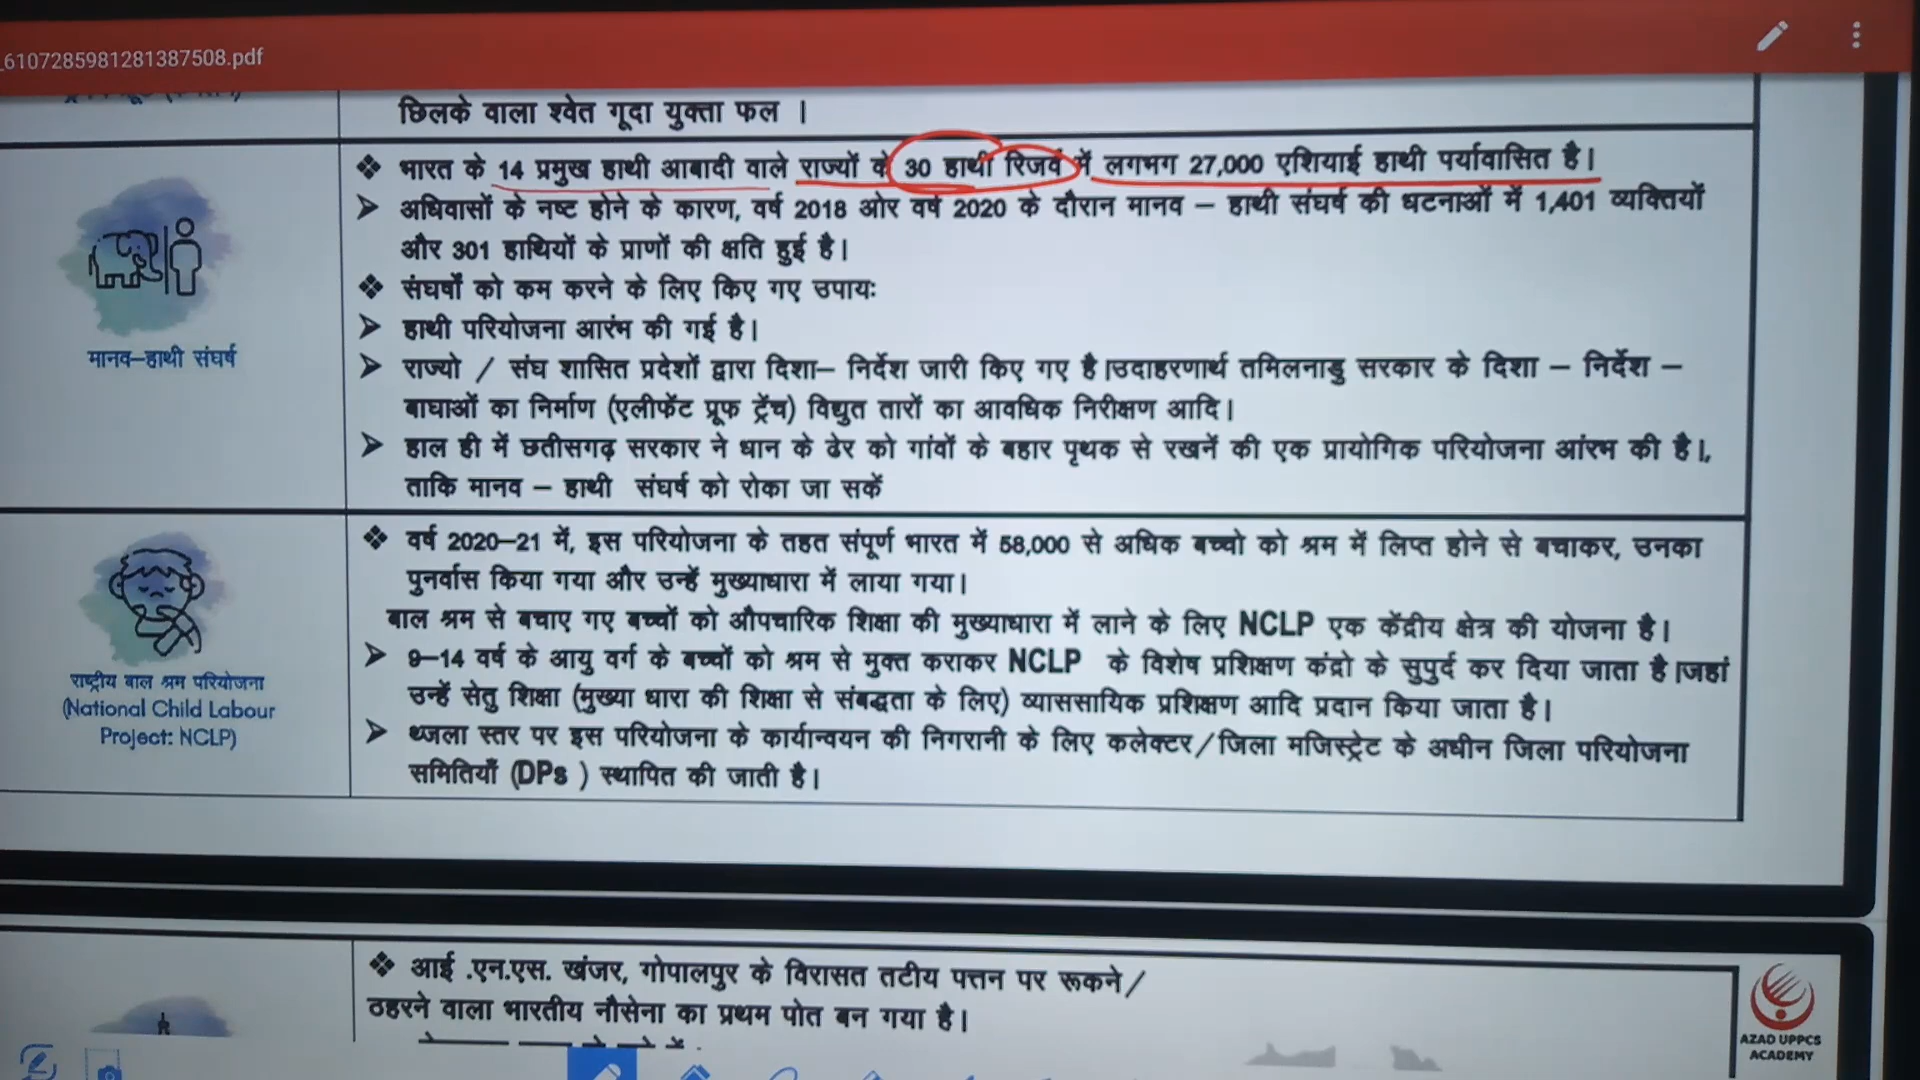 _6107285981281387508.pdf
छिलके वाला श्वेत गूदा युक्ता फल ।
❖ भारत के 14 प्रमुख हाथी आबादी वाले राज्यों के 30 हाथी रिजर्व में लगभग 27,000 एशियाई हाथी पर्यावासित है।
➢ अधिवासों के नष्ट होने के कारण, वर्ष 2018 ओर वर्ष 2020 के दौरान मानव – हाथी संघर्ष की घटनाओं में 1,401 व्यक्तियों
और 301 हाथियों के प्राणों की क्षति हुई है।
❖ संघर्षों को कम करने के लिए किए गए उपायः
➢ हाथी परियोजना आरंभ की गई है।
मानव–हाथी संघर्ष
➢ राज्यो / संघ शासित प्रदेशों द्वारा दिशा– निर्देश जारी किए गए है।उदाहरणार्थ तमिलनाडु सरकार के दिशा – निर्देश –
बाघाओं का निर्माण (एलीफेंट प्रूफ ट्रेंच) विद्युत तारों का आवधिक निरीक्षण आदि।
➢ हाल ही में छतीसगढ़ सरकार ने धान के ढेर को गांवों के बहार पृथक से रखनें की एक प्रायोगिक परियोजना आंरभ की है।,
ताकि मानव – हाथी संघर्ष को रोका जा सकें
❖ वर्ष 2020–21 में, इस परियोजना के तहत संपूर्ण भारत में 58,000 से अधिक बच्चो को श्रम में लिप्त होने से बचाकर, उनका
पुनर्वास किया गया और उन्हें मुख्याधारा में लाया गया।
बाल श्रम से बचाए गए बच्चों को औपचारिक शिक्षा की मुख्याधारा में लाने के लिए NCLP एक केंद्रीय क्षेत्र की योजना है।
➢ 9–14 वर्ष के आयु वर्ग के बच्चों को श्रम से मुक्त कराकर NCLP के विशेष प्रशिक्षण कंद्रो के सुपुर्द कर दिया जाता है।जहां
उन्हें सेतु शिक्षा (मुख्या धारा की शिक्षा से संबद्धता के लिए) व्याससायिक प्रशिक्षण आदि प्रदान किया जाता है।
राष्ट्रीय बाल श्रम परियोजना
(National Child Labour
Project: NCLP)
➢ थ्जला स्तर पर इस परियोजना के कार्यान्वयन की निगरानी के लिए कलेक्टर/जिला मजिस्ट्रेट के अधीन जिला परियोजना
समितियाँ (DPs ) स्थापित की जाती है।
❖ आई .एन.एस. खंजर, गोपालपुर के विरासत तटीय पत्तन पर रूकने/
ठहरने वाला भारतीय नौसेना का प्रथम पोत बन गया है।
AZAD UPPCS
ACADEMY